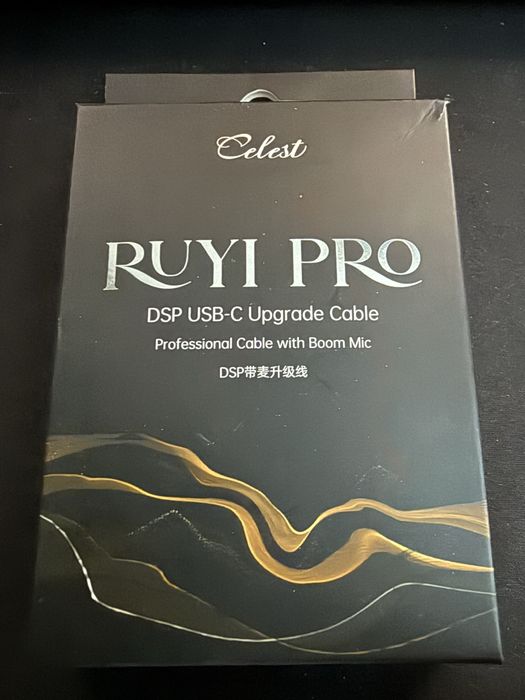 Celest
RUYI PRO
DSP USB-C Upgrade Cable
Professional Cable with Boom Mic
DSP带麦升级线